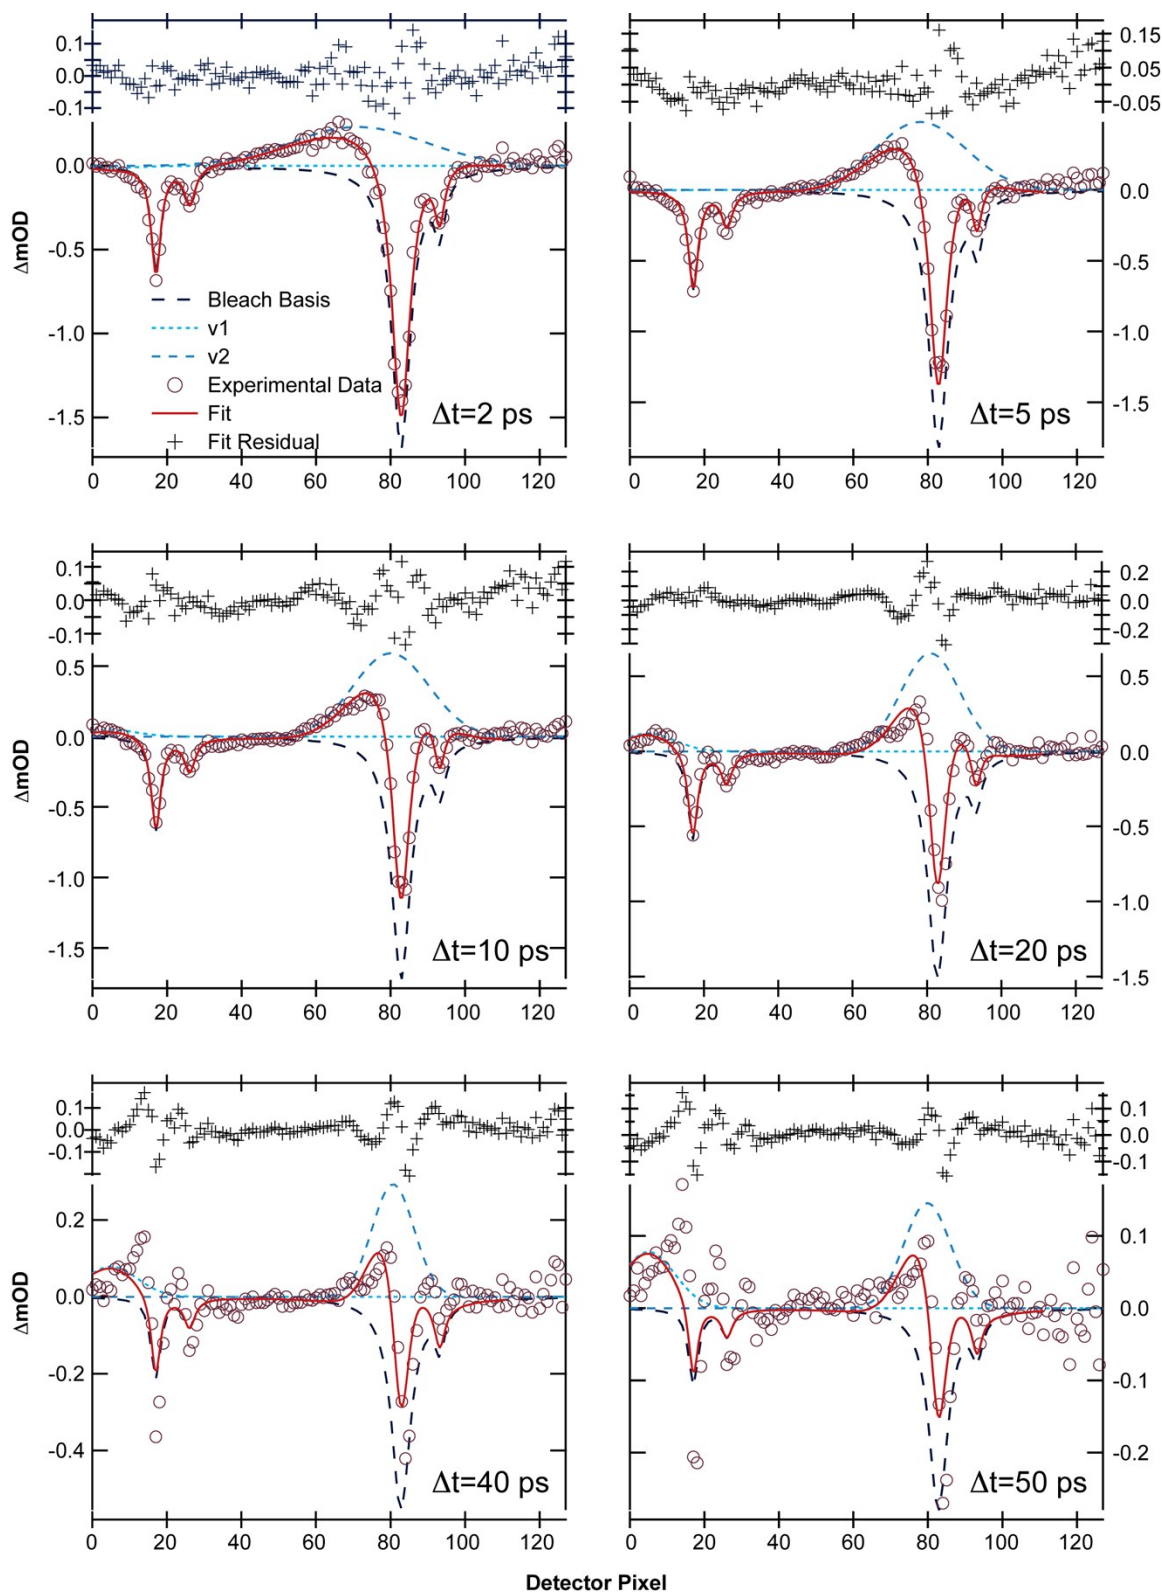 0.1
0.0
-0.1
0.15
0.05
-0.05
0.0
-0.5
-1.0
-1.5
ΔmOD
Bleach Basis
v1
v2
Experimental Data
Fit
Fit Residual
Δt=2 ps
0 20 40 60 80 100 120
0.0
-0.5
-1.0
-1.5
Δt=5 ps
0 20 40 60 80 100 120
0.1
0.0
-0.1
0.2
0.0
-0.2
0.5
0.0
-0.5
-1.0
-1.5
ΔmOD
Δt=10 ps
0 20 40 60 80 100 120
0.5
0.0
-0.5
-1.0
-1.5
Δt=20 ps
0 20 40 60 80 100 120
0.1
0.0
-0.1
0.1
0.0
-0.1
0.2
0.0
-0.2
-0.4
ΔmOD
Δt=40 ps
0 20 40 60 80 100 120
0.1
0.0
-0.1
-0.2
Δt=50 ps
0 20 40 60 80 100 120
Detector Pixel